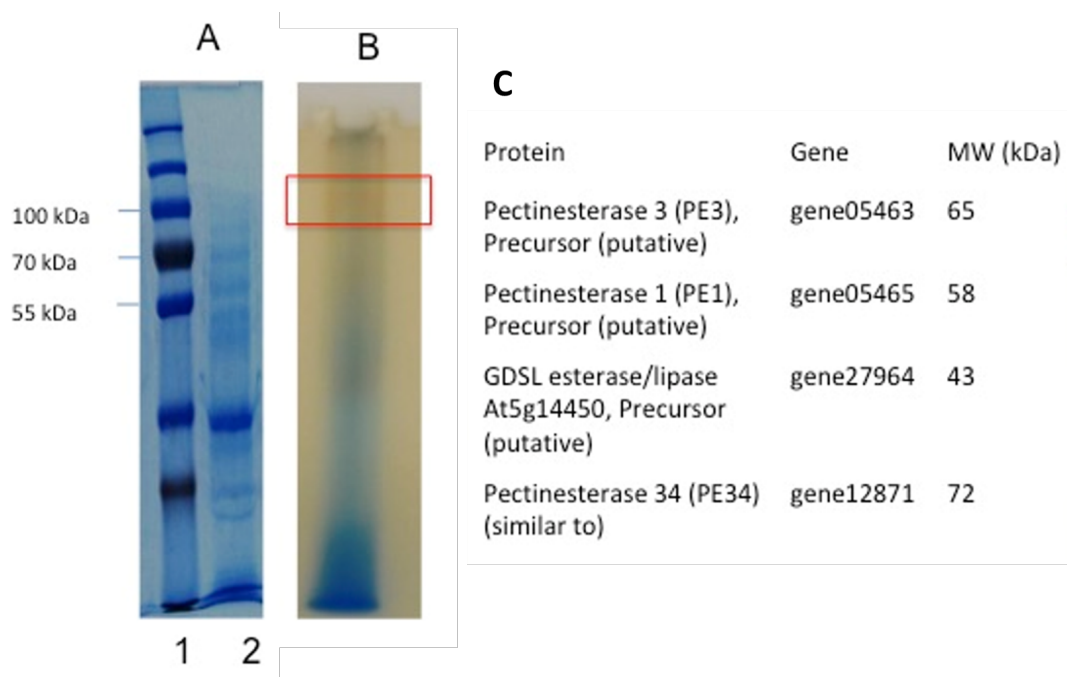 A
B
C
100 kDa
70 kDa
55 kDa
1
2
Protein Gene MW (kDa)
Pectinesterase 3 (PE3), gene05463 65
Precursor (putative)
Pectinesterase 1 (PE1), gene05465 58
Precursor (putative)
GDSL esterase/lipase gene27964 43
At5g14450, Precursor
(putative)
Pectinesterase 34 (PE34) gene12871 72
(similar to)